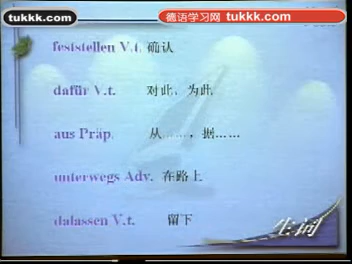 tukkk.com
德语学习网 tukkk.com
feststellen V.t. 确认
dafür V.t. 对此，为此
aus Präp. 从……，据……
unterwegs Adv. 在路上
dalassen V.t. 留下
生词